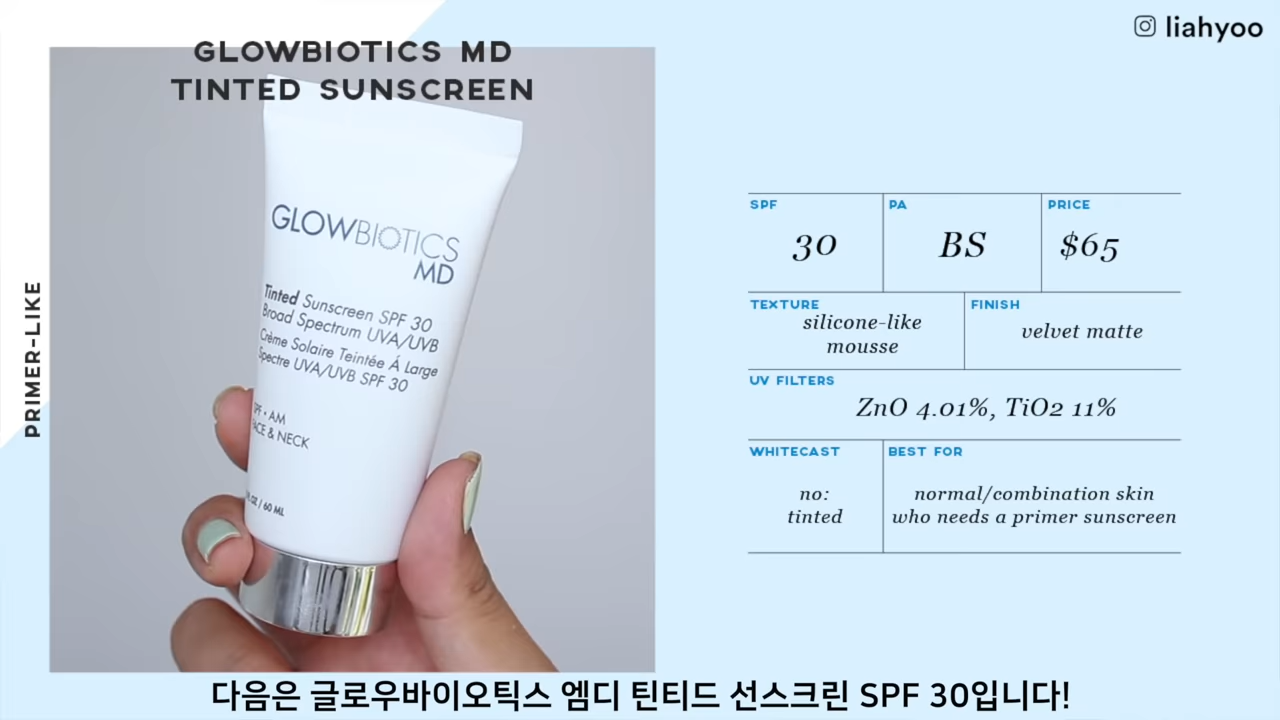 liahyoo
GLOWBIOTICS MD
TINTED SUNSCREEN
PRIMER-LIKE
GLOWBIOTICS
MD
Tinted Sunscreen SPF 30
Broad Spectrum UVA/UVB
Crème Solaire Teintée À Large
Spectre UVA/UVB SPF 30
SPF • AM
FACE & NECK
/ 60 ML
SPF
30
PA
BS
PRICE
$65
TEXTURE
silicone-like
mousse
FINISH
velvet matte
UV FILTERS
ZnO 4.01%, TiO2 11%
WHITECAST
no:
tinted
BEST FOR
normal/combination skin
who needs a primer sunscreen
다음은 글로우바이오틱스 엠디 틴티드 선스크린 SPF 30입니다!